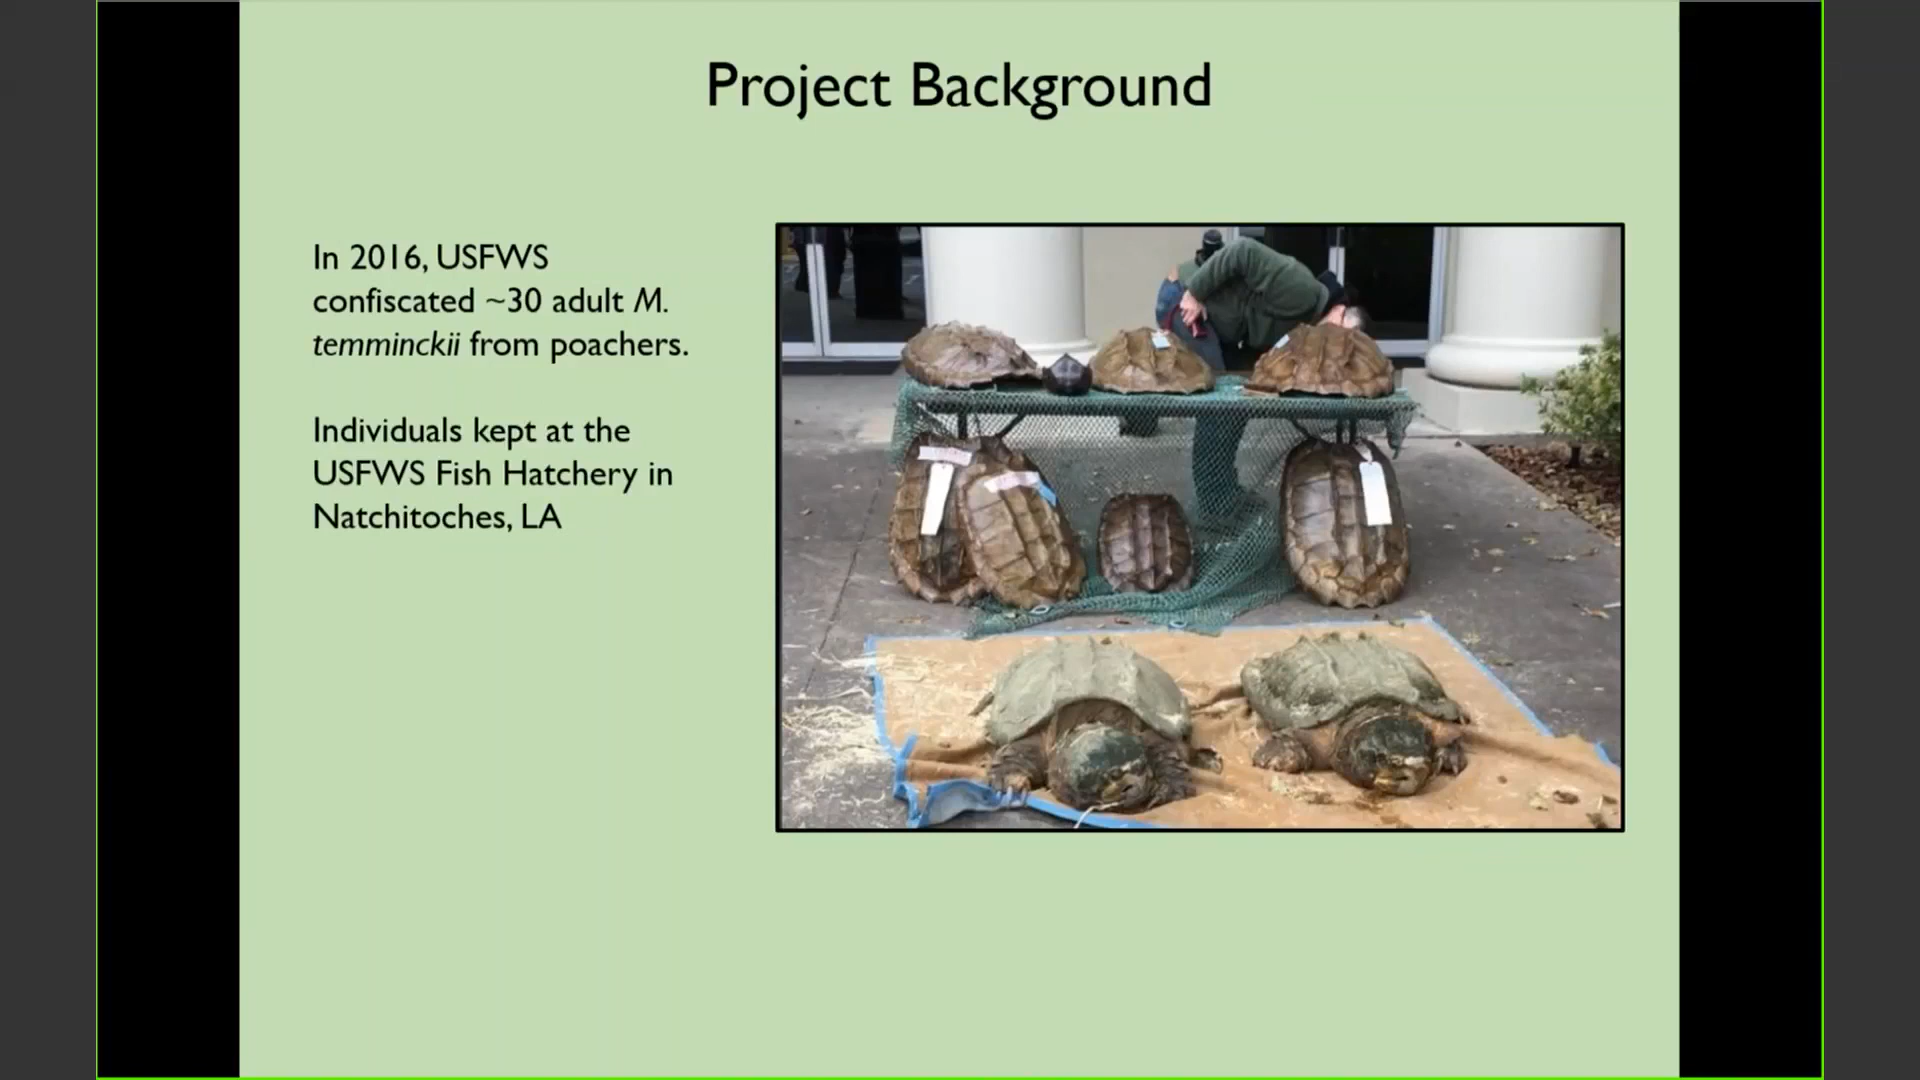 Project Background
In 2016, USFWS
confiscated ~30 adult M.
temminckii from poachers.
Individuals kept at the
USFWS Fish Hatchery in
Natchitoches, LA